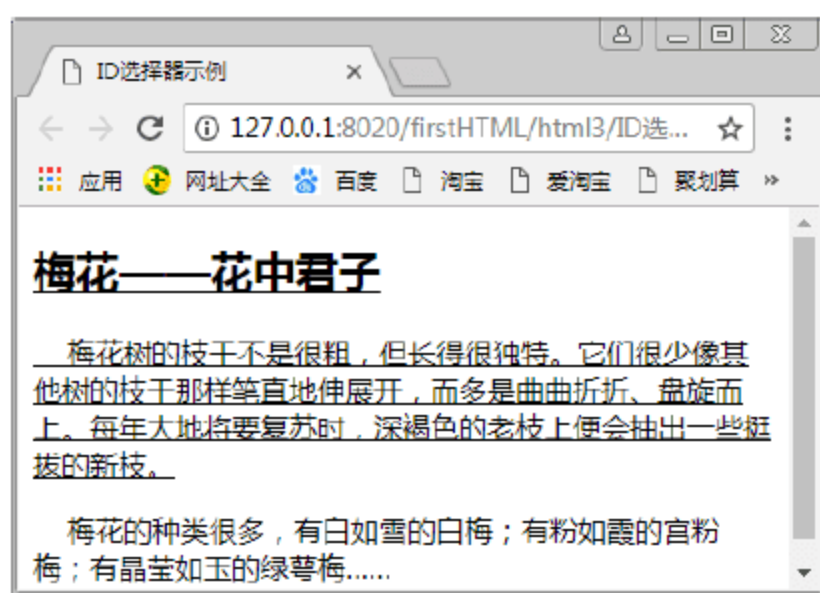 ID选择器示例
127.0.0.1:8020/firstHTML/html3/ID选...
应用 网址大全 百度 淘宝 爱淘宝 聚划算 »
梅花——花中君子
梅花树的枝干不是很粗，但长得很独特。它们很少像其
他树的枝干那样笔直地伸展开，而多是曲曲折折、盘旋而
上。每年大地将要复苏时，深褐色的老枝上便会抽出一些挺
拔的新枝。
梅花的种类很多，有白如雪的白梅；有粉如霞的宫粉
梅；有晶莹如玉的绿萼梅......